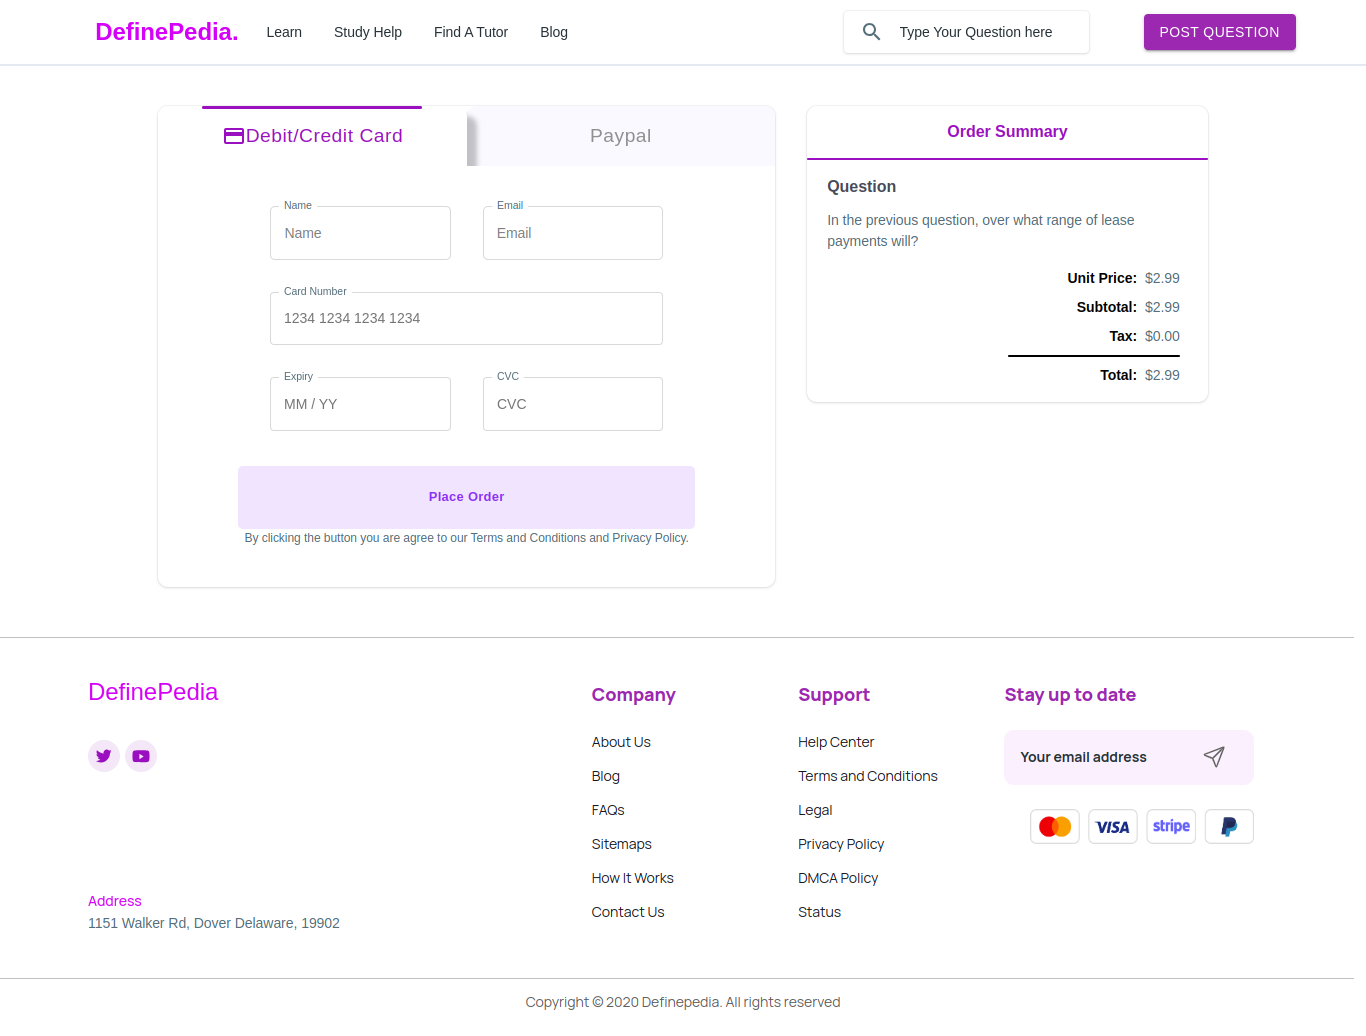 DefinePedia.
Learn
Study Help
Find A Tutor
Blog
Type Your Question here
POST QUESTION
Debit/Credit Card
Paypal
Name
Name
Email
Email
Card Number
1234 1234 1234 1234
Expiry
MM / YY
CVC
CVC
Place Order
By clicking the button you are agree to our Terms and Conditions and Privacy Policy.
Order Summary
Question
In the previous question, over what range of lease
payments will?
Unit Price: $2.99
Subtotal: $2.99
Tax: $0.00
Total: $2.99
DefinePedia
Address
1151 Walker Rd, Dover Delaware, 19902
Company
About Us
Blog
FAQs
Sitemaps
How It Works
Contact Us
Support
Help Center
Terms and Conditions
Legal
Privacy Policy
DMCA Policy
Status
Stay up to date
Your email address
VISA
stripe
Copyright © 2020 Definepedia. All rights reserved